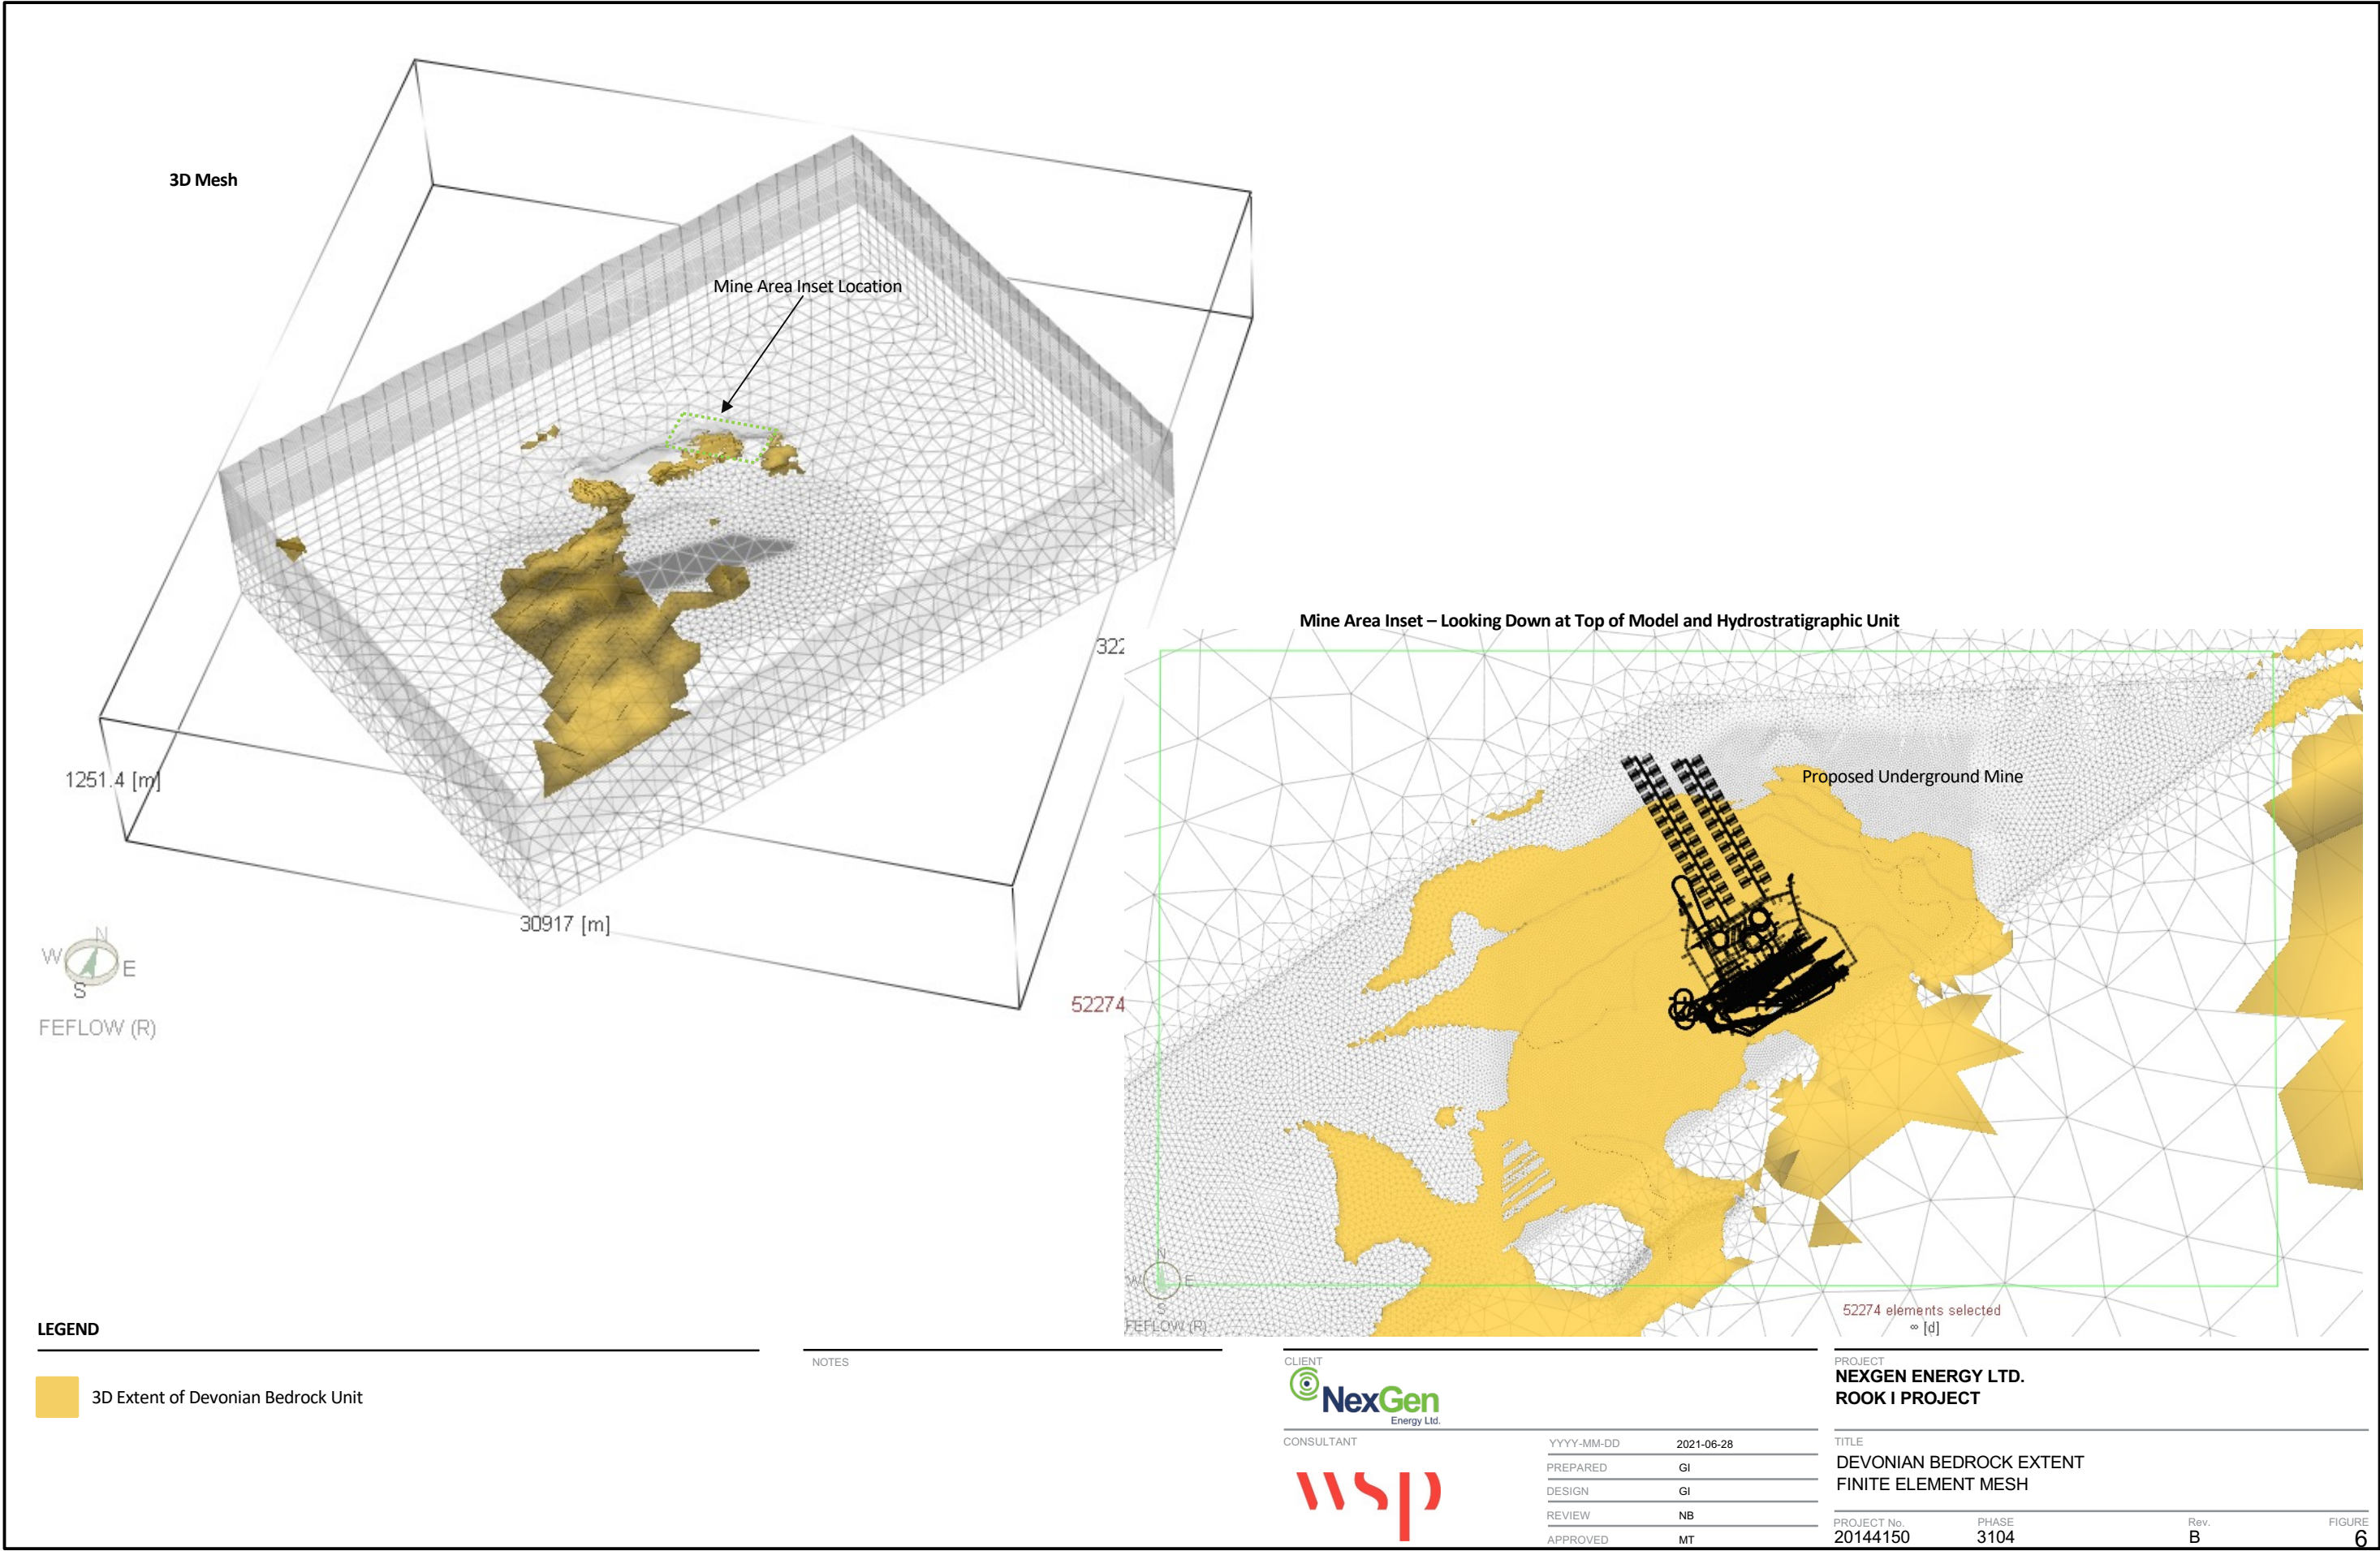 3D Mesh
Mine Area Inset Location
322
1251.4 [m]
30917 [m]
52274
N
W
E
S
FEFLOW (R)
Mine Area Inset – Looking Down at Top of Model and Hydrostratigraphic Unit
Proposed Underground Mine
N
W
E
S
FEFLOW (R)
52274 elements selected
∞ [d]
LEGEND
3D Extent of Devonian Bedrock Unit
NOTES
CLIENT
NexGen
Energy Ltd.
CONSULTANT
wsp
YYYY-MM-DD 2021-06-28
PREPARED GI
DESIGN GI
REVIEW NB
APPROVED MT
PROJECT
NEXGEN ENERGY LTD.
ROOK I PROJECT
TITLE
DEVONIAN BEDROCK EXTENT
FINITE ELEMENT MESH
PROJECT No. PHASE Rev. FIGURE
20144150 3104 B 6